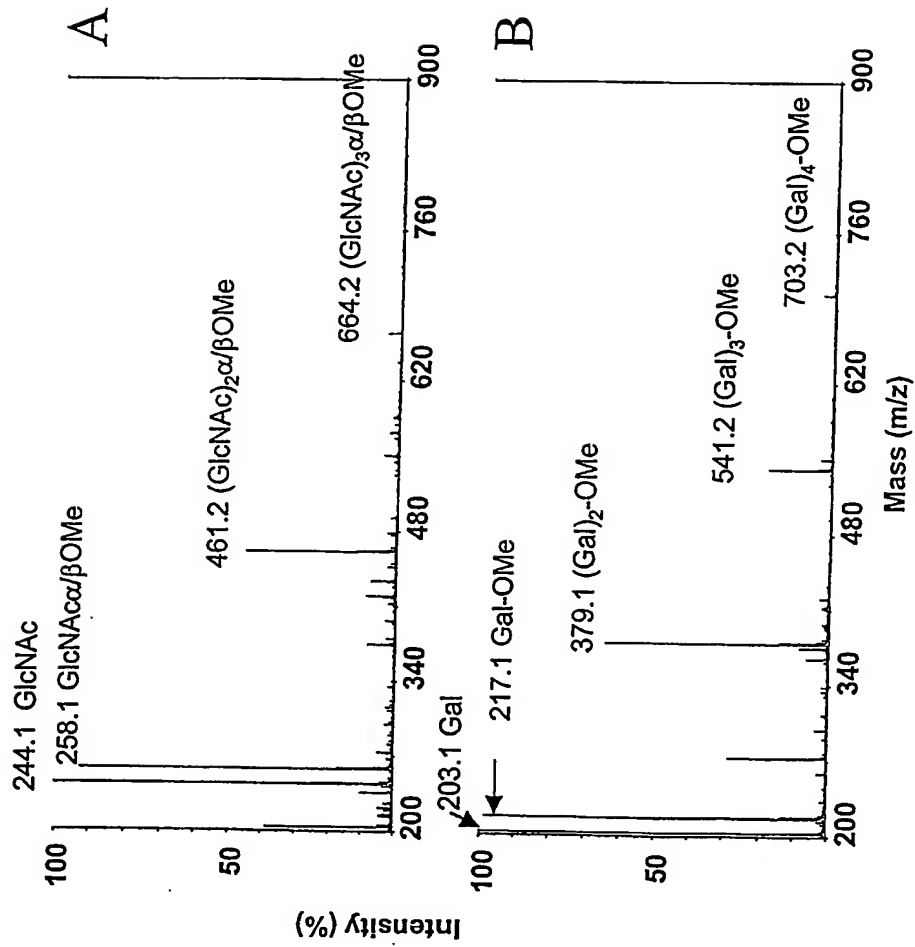 A
244.1 GlcNAc
258.1 GlcNAcα/βOMe
461.2 (GlcNAc)₂α/βOMe
664.2 (GlcNAc)₃α/βOMe
100
50
200
340
480
620
760
900
B
203.1 Gal
217.1 Gal-OMe
379.1 (Gal)₂-OMe
541.2 (Gal)₃-OMe
703.2 (Gal)₄-OMe
100
50
200
340
480
620
760
900
Mass (m/z)
Intensity (%)